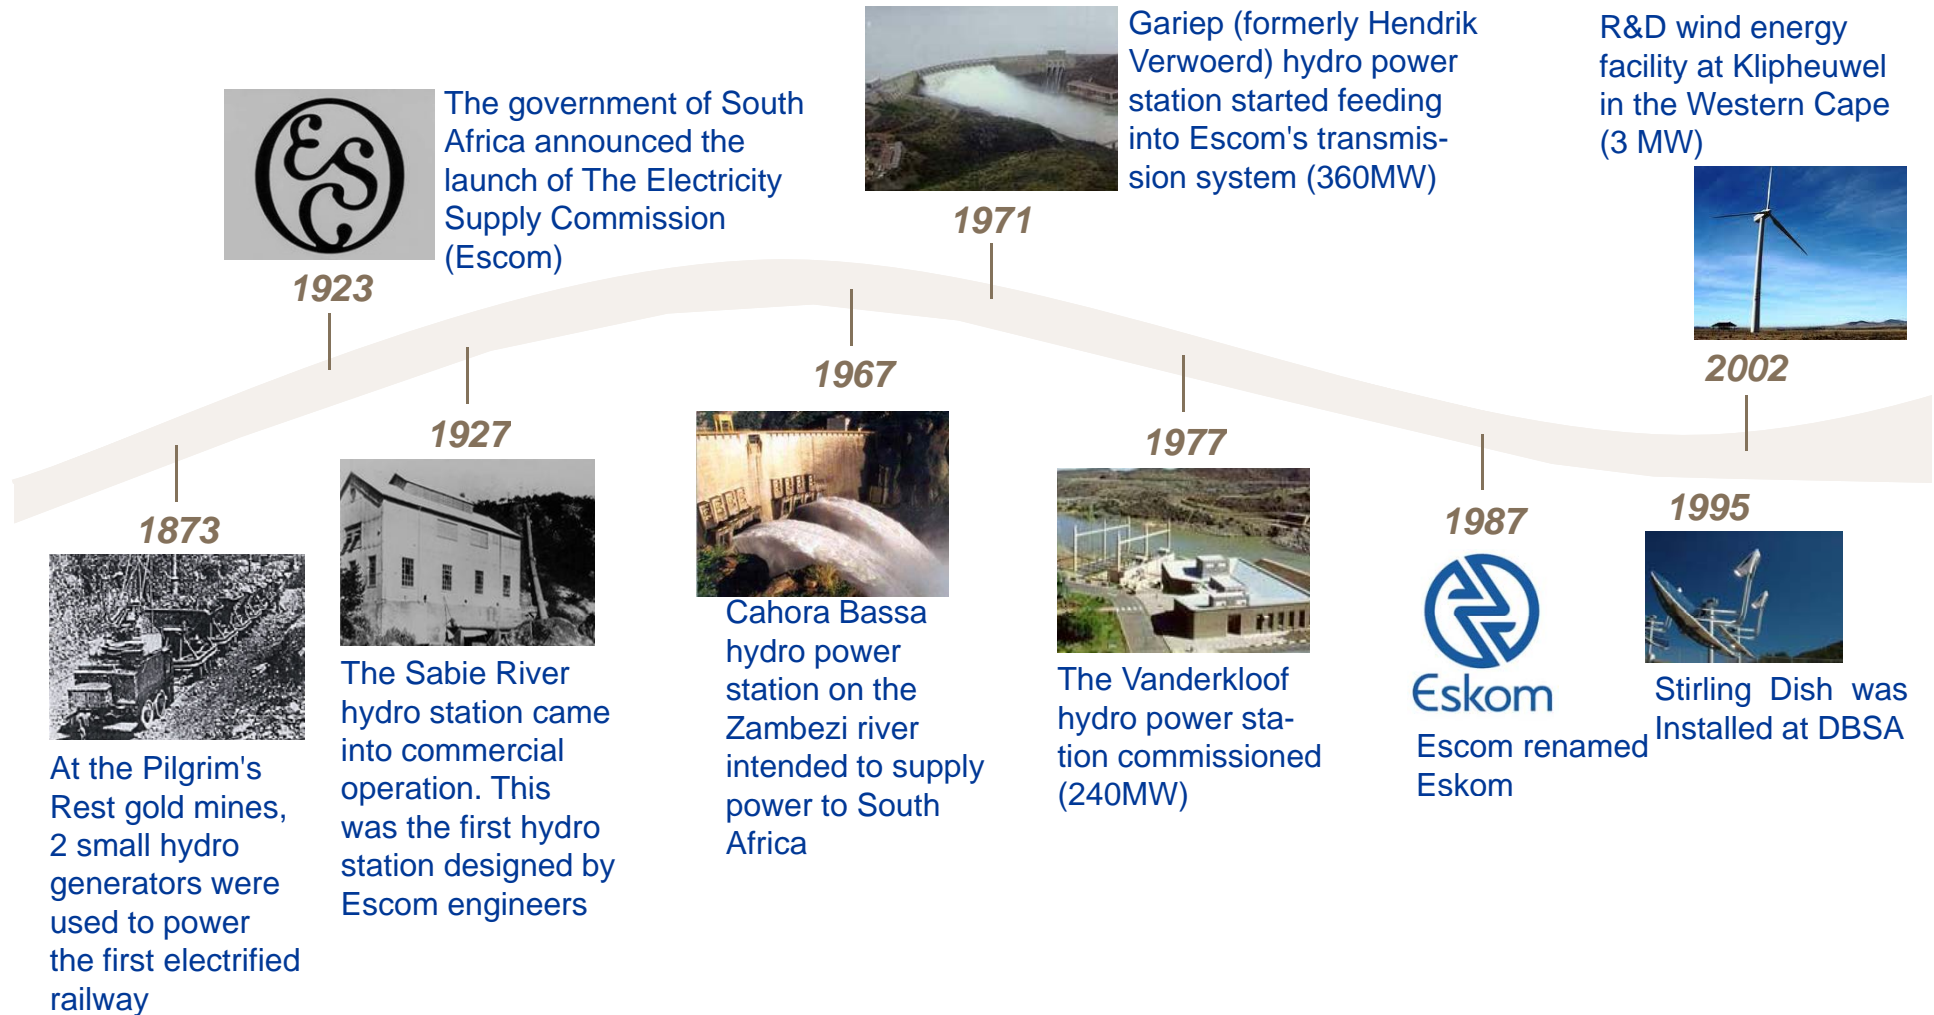 1873
At the Pilgrim's
Rest gold mines,
2 small hydro
generators were
used to power
the first electrified
railway
ESC
The government of South
Africa announced the
launch of The Electricity
Supply Commission
(Escom)
1923
1927
The Sabie River
hydro station came
into commercial
operation. This
was the first hydro
station designed by
Escom engineers
1967
Cahora Bassa
hydro power
station on the
Zambezi river
intended to supply
power to South
Africa
Gariep (formerly Hendrik
Verwoerd) hydro power
station started feeding
into Escom's transmis-
sion system (360MW)
1971
1977
The Vanderkloof
hydro power sta-
tion commissioned
(240MW)
1987
Eskom
Escom renamed
Eskom
1995
Stirling Dish was
Installed at DBSA
R&D wind energy
facility at Klipheuwel
in the Western Cape
(3 MW)
2002